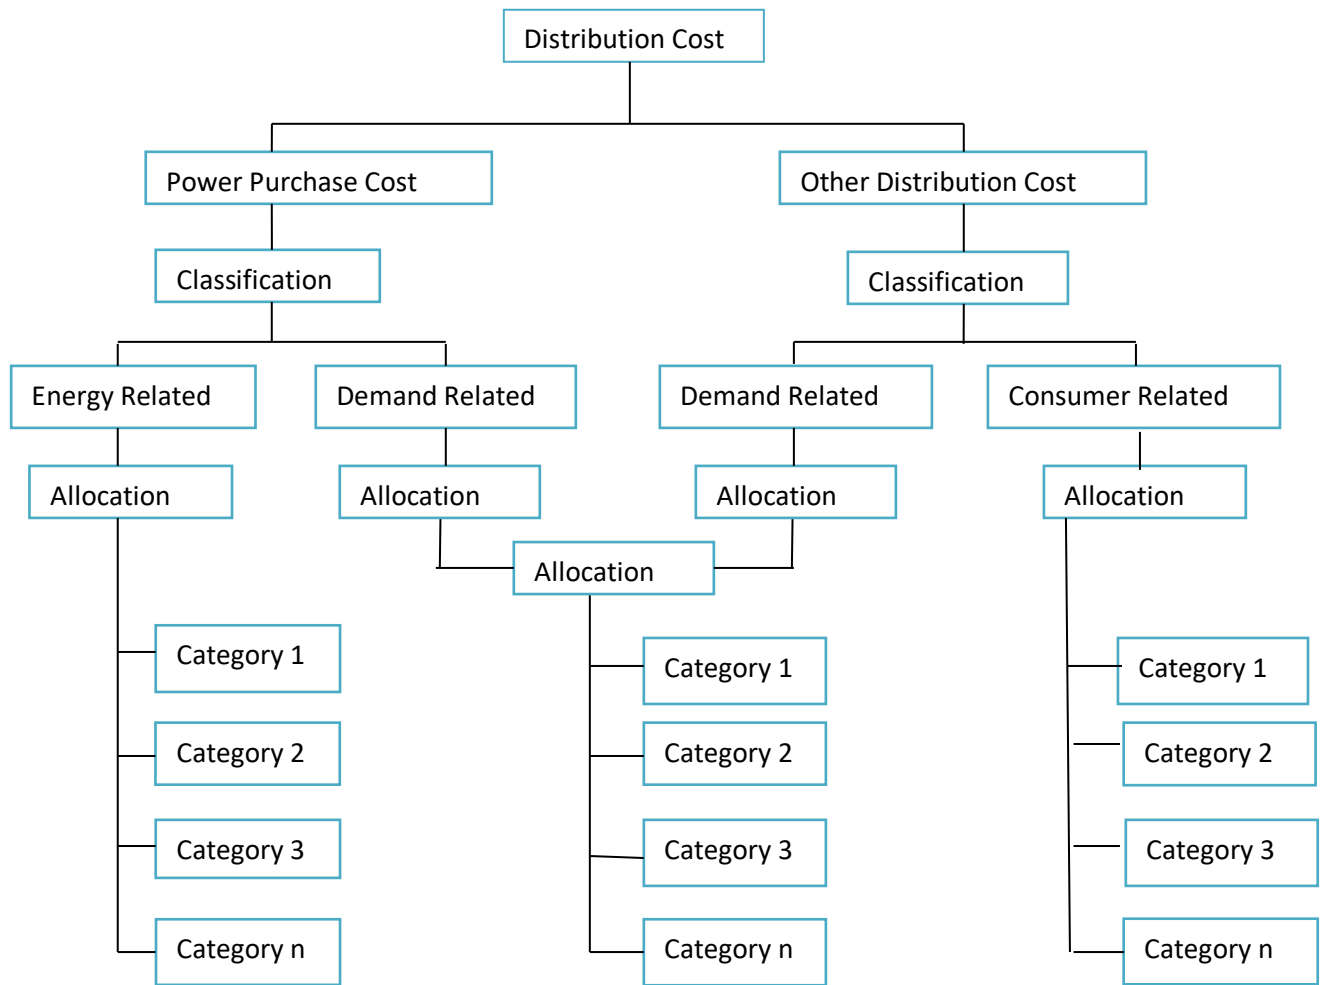 Distribution Cost
Power Purchase Cost
Other Distribution Cost
Classification
Classification
Energy Related
Demand Related
Demand Related
Consumer Related
Allocation
Allocation
Allocation
Allocation
Allocation
Category 1
Category 1
Category 1
Category 2
Category 2
Category 2
Category 3
Category 3
Category 3
Category n
Category n
Category n